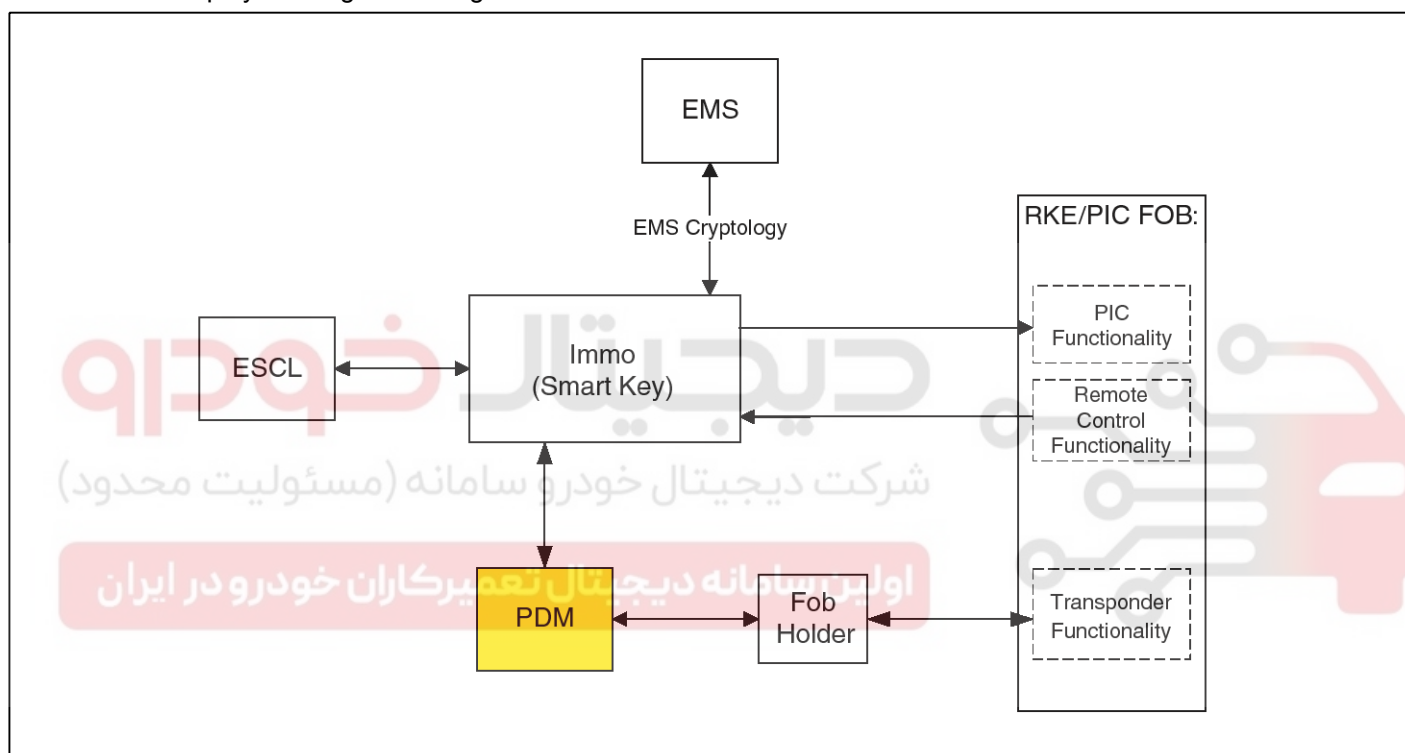 EMS
EMS Cryptology
RKE/PIC FOB:
PIC
Functionality
ESCL
Immo
(Smart Key)
Remote
Control
Functionality
دیجیتال خودرو
شرکت دیجیتال خودرو سامانه (مسئولیت محدود)
اولین سامانه دیجیتال تعمیرکاران خودرو در ایران
PDM
Fob
Holder
Transponder
Functionality